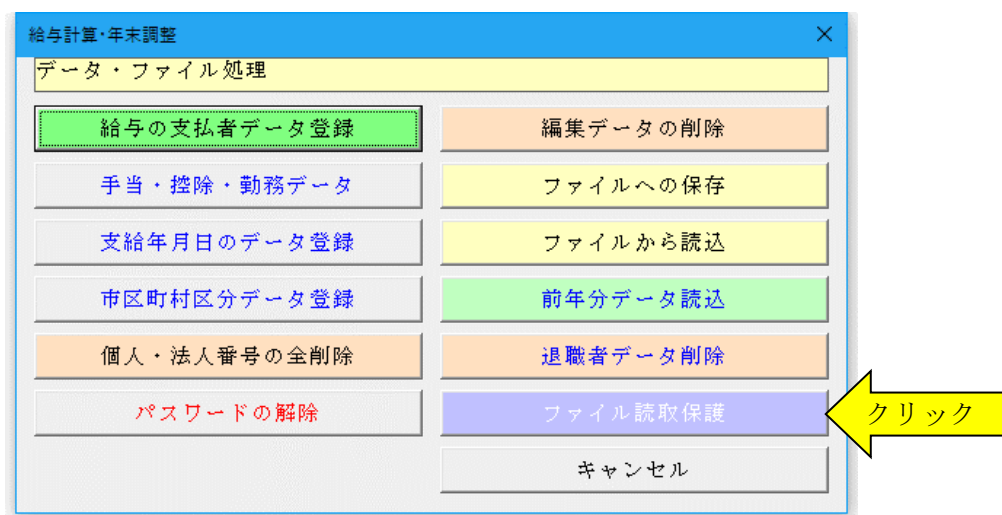 給与計算・年末調整
データ・ファイル処理
給与の支払者データ登録
編集データの削除
手当・控除・勤務データ
ファイルへの保存
支給年月日のデータ登録
ファイルから読込
市区町村区分データ登録
前年分データ読込
個人・法人番号の全削除
退職者データ削除
パスワードの解除
ファイル読取保護
クリック
キャンセル